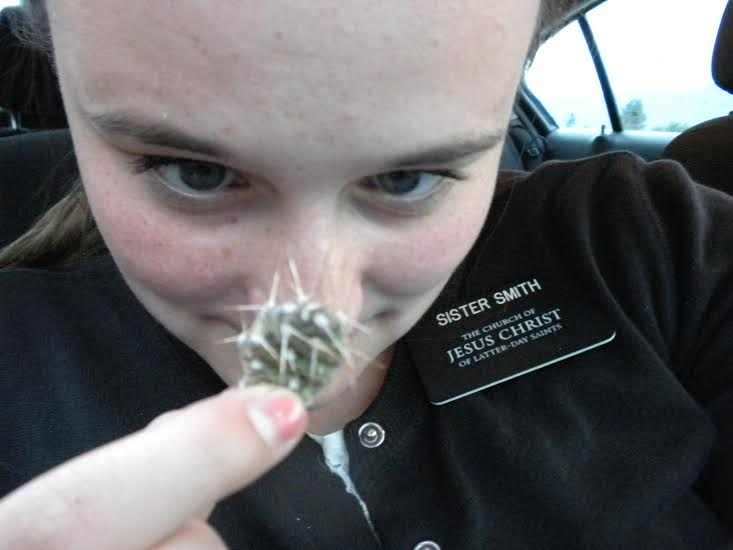 SISTER SMITH
THE CHURCH OF
JESUS CHRIST
OF LATTER-DAY SAINTS